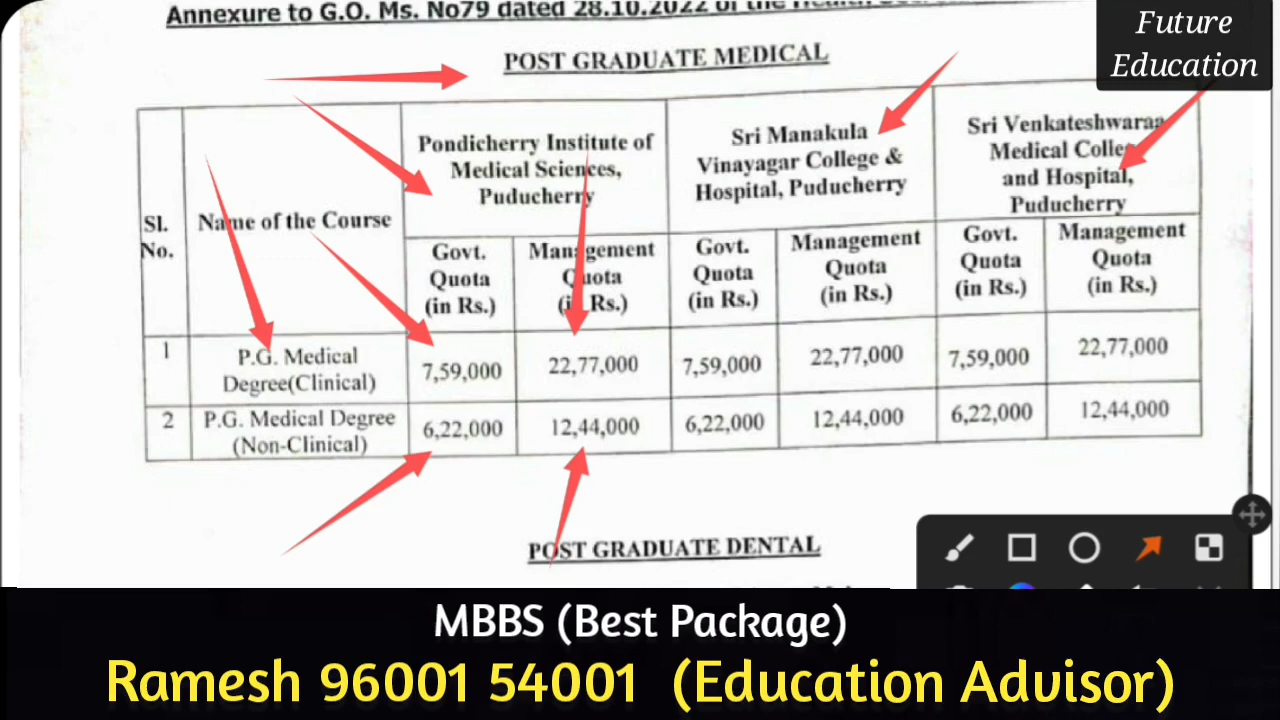 Annexure to G.O. Ms. No79 dated 28.10.2022 of the Health
Future
Education
POST GRADUATE MEDICAL
Sl.
No.
Name of the Course
Pondicherry Institute of
Medical Sciences,
Puducherry
Sri Manakula
Vinayagar College &
Hospital, Puducherry
Sri Venkateshwaraa
Medical College
and Hospital,
Puducherry
Govt.
Quota
(in Rs.)
Management
Quota
(in Rs.)
Govt.
Quota
(in Rs.)
Management
Quota
(in Rs.)
Govt.
Quota
(in Rs.)
Management
Quota
(in Rs.)
1
P.G. Medical
Degree(Clinical)
7,59,000
22,77,000
7,59,000
22,77,000
7,59,000
22,77,000
2
P.G. Medical Degree
(Non-Clinical)
6,22,000
12,44,000
6,22,000
12,44,000
6,22,000
12,44,000
POST GRADUATE DENTAL
MBBS (Best Package)
Ramesh 96001 54001 (Education Advisor)